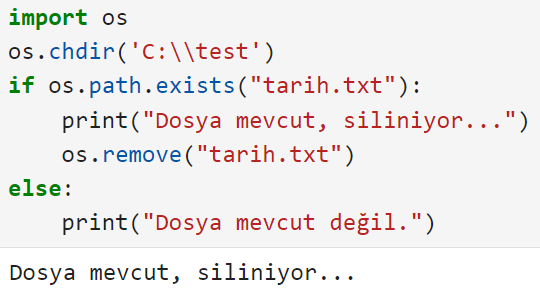 import os
os.chdir('C:\\test')
if os.path.exists("tarih.txt"):
    print("Dosya mevcut, siliniyor...")
    os.remove("tarih.txt")
else:
    print("Dosya mevcut değil.")
Dosya mevcut, siliniyor...